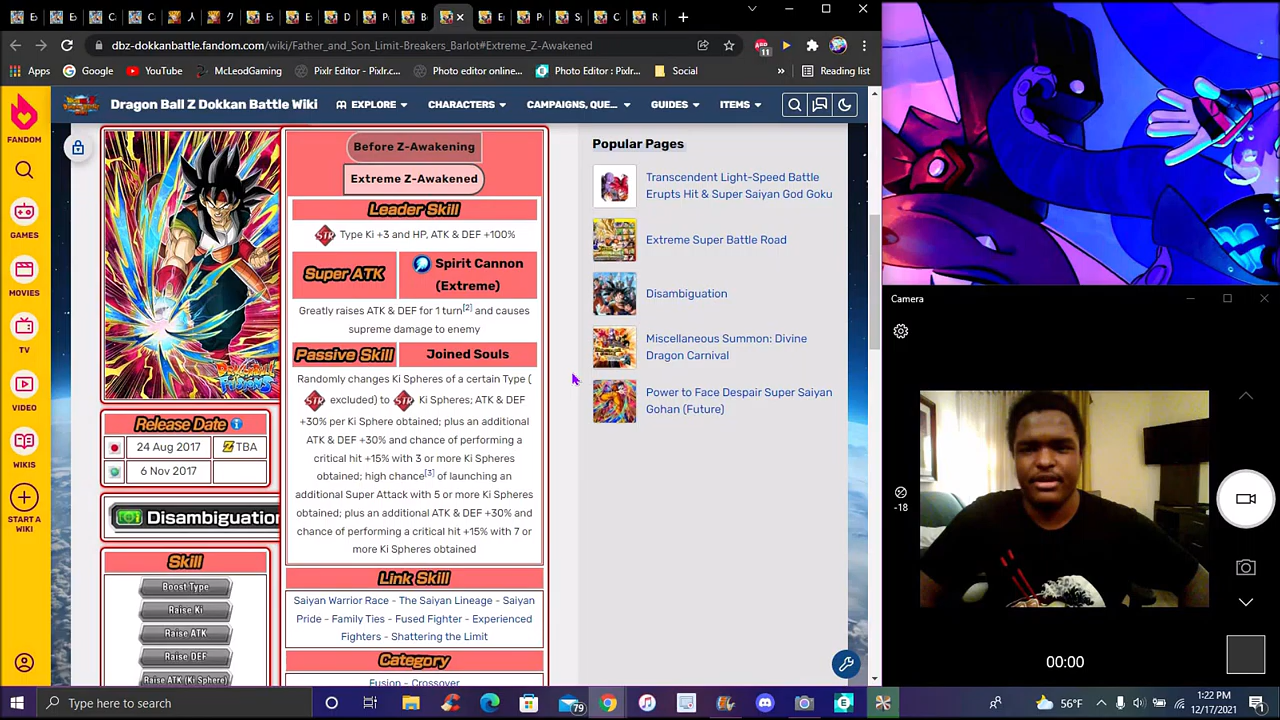 dbz-dokkanbattle.fandom.com/wiki/Father_and_Son_Limit-Breakers_Barlot#Extreme_Z-Awakened
11
Apps
Google
YouTube
McLeodGaming
Pixlr Editor - Pixlr.c...
Photo editor online...
Photo Editor : Pixlr...
Social
»
Reading list
FANDOM
GAMES
MOVIES
TV
VIDEO
WIKIS
START A
WIKI
Dragon Ball Z Dokkan Battle Wiki
EXPLORE
CHARACTERS
CAMPAIGNS, QUE...
GUIDES
ITEMS
Release Date
24 Aug 2017
Z TBA
6 Nov 2017
Disambiguation
Skill
Boost Type
Raise Ki
Raise ATK
Raise DEF
Raise ATK (Ki Sphere)
Before Z-Awakening
Extreme Z-Awakened
Leader Skill
STR Type Ki +3 and HP, ATK & DEF +100%
Super ATK
Spirit Cannon
(Extreme)
Greatly raises ATK & DEF for 1 turn[2] and causes
supreme damage to enemy
Passive Skill
Joined Souls
Randomly changes Ki Spheres of a certain Type (
STR excluded) to STR Ki Spheres; ATK & DEF
+30% per Ki Sphere obtained; plus an additional
ATK & DEF +30% and chance of performing a
critical hit +15% with 3 or more Ki Spheres
obtained; high chance[3] of launching an
additional Super Attack with 5 or more Ki Spheres
obtained; plus an additional ATK & DEF +30% and
chance of performing a critical hit +15% with 7 or
more Ki Spheres obtained
Link Skill
Saiyan Warrior Race - The Saiyan Lineage - Saiyan
Pride - Family Ties - Fused Fighter - Experienced
Fighters - Shattering the Limit
Category
Fusion - Crossover
Popular Pages
Transcendent Light-Speed Battle
Erupts Hit & Super Saiyan God Goku
Extreme Super Battle Road
Disambiguation
Miscellaneous Summon: Divine
Dragon Carnival
Power to Face Despair Super Saiyan
Gohan (Future)
Camera
-18
00:00
Type here to search
79
56°F
1:22 PM
12/17/2021